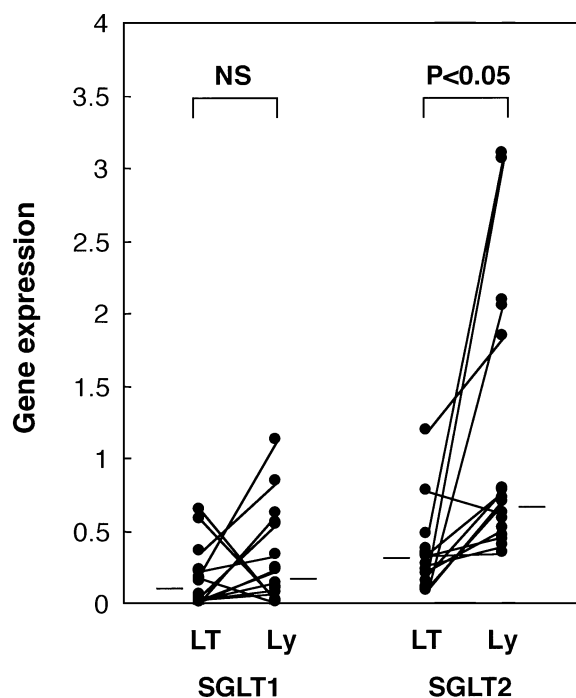 4
NS
P<0.05
3.5
3
2.5
2
1.5
1
0.5
0
Gene expression
LT Ly LT Ly
SGLT1 SGLT2